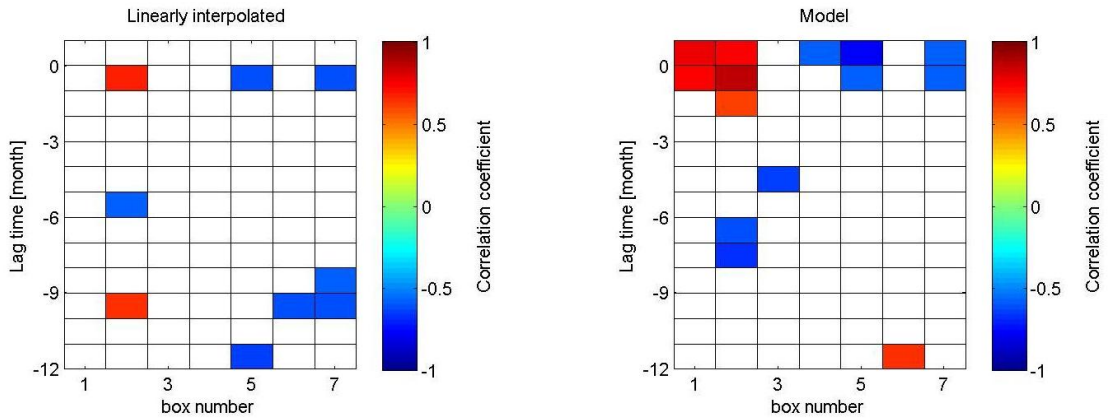 Linearly interpolated
0
-3
-6
-9
-12
Lag time [month]
1 3 5 7
box number
1
0.5
0
-0.5
-1
Correlation coefficient
Model
0
-3
-6
-9
-12
Lag time [month]
1 3 5 7
box number
1
0.5
0
-0.5
-1
Correlation coefficient